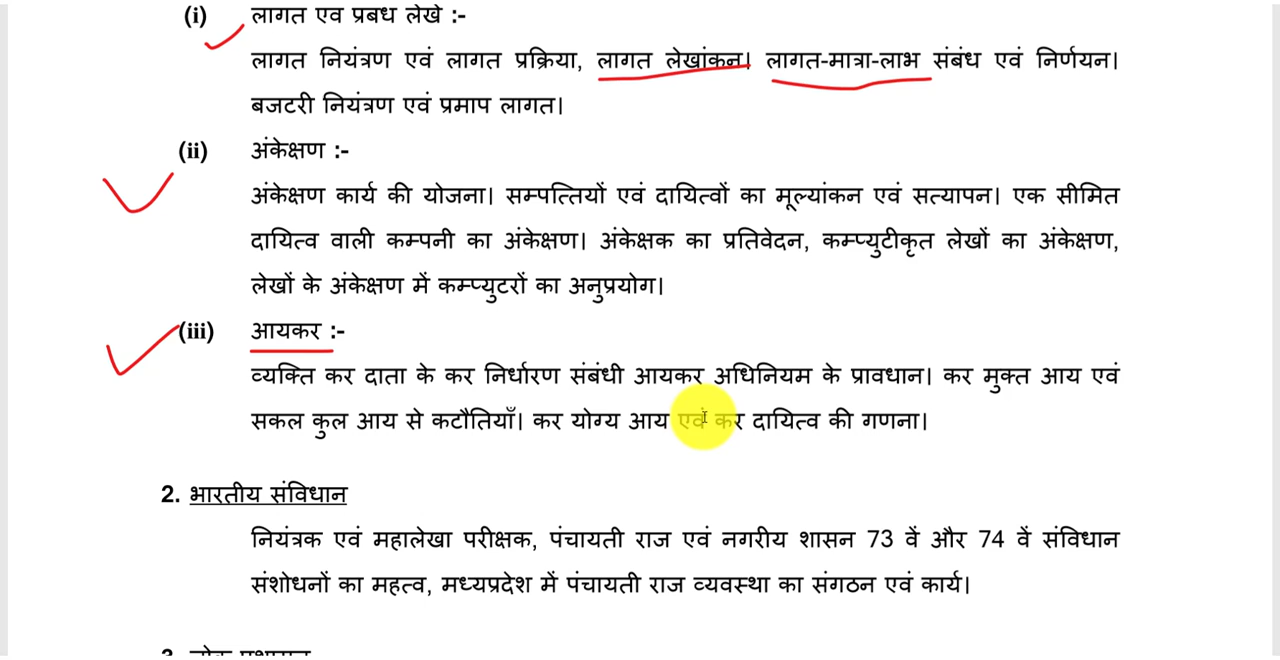 (i) लागत एवं प्रबंध लेखे :-
लागत नियंत्रण एवं लागत प्रक्रिया, लागत लेखांकन। लागत-मात्रा-लाभ संबंध एवं निर्णयन।
बजटरी नियंत्रण एवं प्रमाप लागत।
(ii) अंकेक्षण :-
अंकेक्षण कार्य की योजना। सम्पत्तियों एवं दायित्वों का मूल्यांकन एवं सत्यापन। एक सीमित
दायित्व वाली कम्पनी का अंकेक्षण। अंकेक्षक का प्रतिवेदन, कम्प्युटीकृत लेखों का अंकेक्षण,
लेखों के अंकेक्षण में कम्प्युटरों का अनुप्रयोग।
(iii) आयकर :-
व्यक्ति कर दाता के कर निर्धारण संबंधी आयकर अधिनियम के प्रावधान। कर मुक्त आय एवं
सकल कुल आय से कटौतियाँ। कर योग्य आय एवं कर दायित्व की गणना।
2. भारतीय संविधान
नियंत्रक एवं महालेखा परीक्षक, पंचायती राज एवं नगरीय शासन 73 वें और 74 वें संविधान
संशोधनों का महत्व, मध्यप्रदेश में पंचायती राज व्यवस्था का संगठन एवं कार्य।